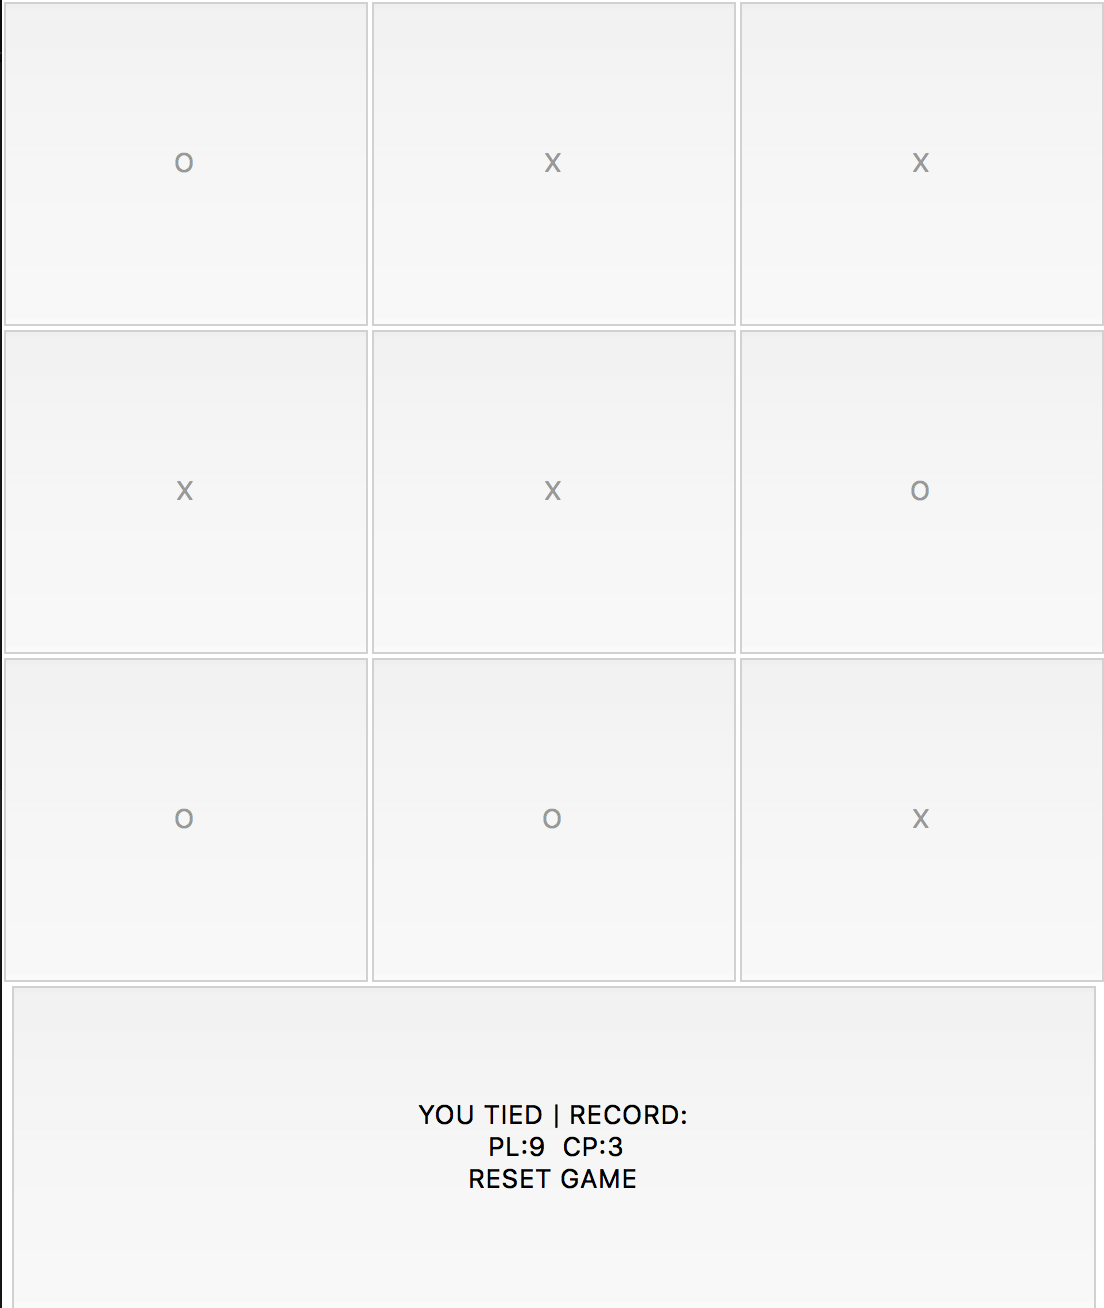 O X X
X X O
O O X
YOU TIED | RECORD:
PL:9 CP:3
RESET GAME